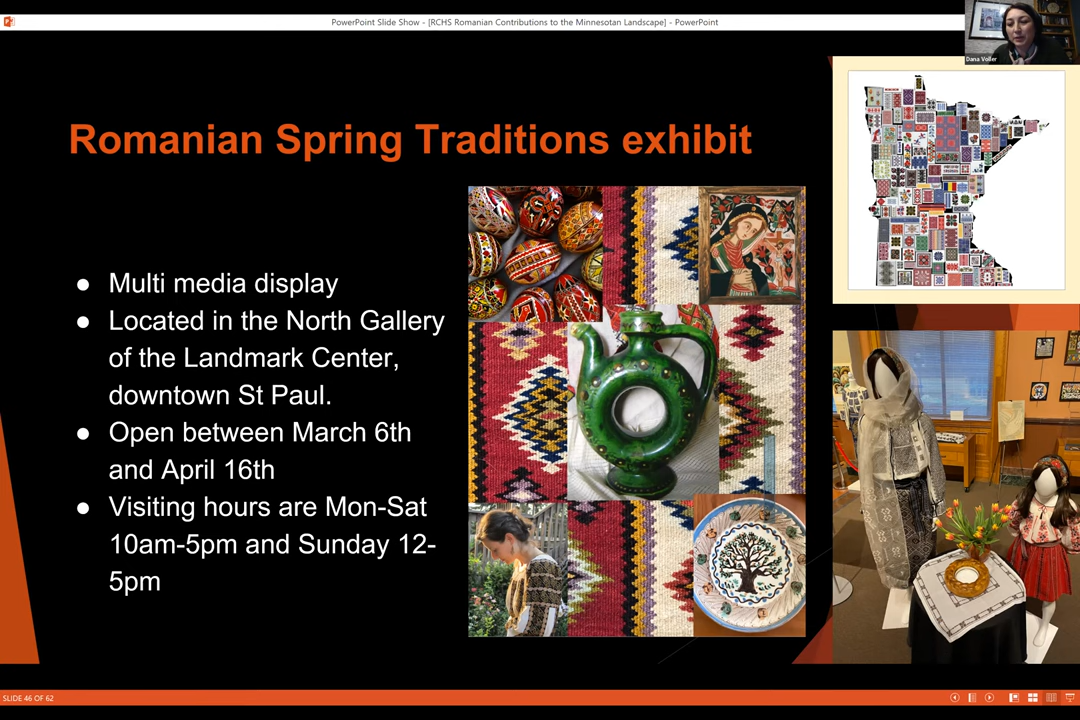 PowerPoint Slide Show - [RCHS Romanian Contributions to the Minnesotan Landscape] - PowerPoint
Dana Voller
Romanian Spring Traditions exhibit
● Multi media display
● Located in the North Gallery
of the Landmark Center,
downtown St Paul.
● Open between March 6th
and April 16th
● Visiting hours are Mon-Sat
10am-5pm and Sunday 12-
5pm
SLIDE 46 OF 62